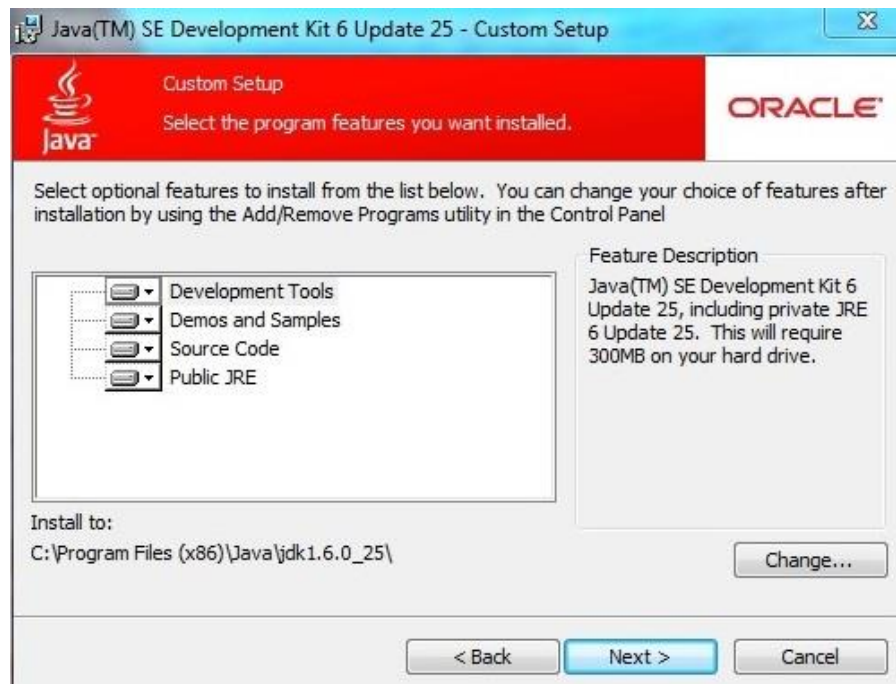 Java(TM) SE Development Kit 6 Update 25 - Custom Setup
Java
Custom Setup
Select the program features you want installed.
ORACLE
Select optional features to install from the list below. You can change your choice of features after
installation by using the Add/Remove Programs utility in the Control Panel
Development Tools
Demos and Samples
Source Code
Public JRE
Feature Description
Java(TM) SE Development Kit 6
Update 25, including private JRE
6 Update 25. This will require
300MB on your hard drive.
Install to:
C:\Program Files (x86)\Java\jdk1.6.0_25\
Change...
< Back
Next >
Cancel